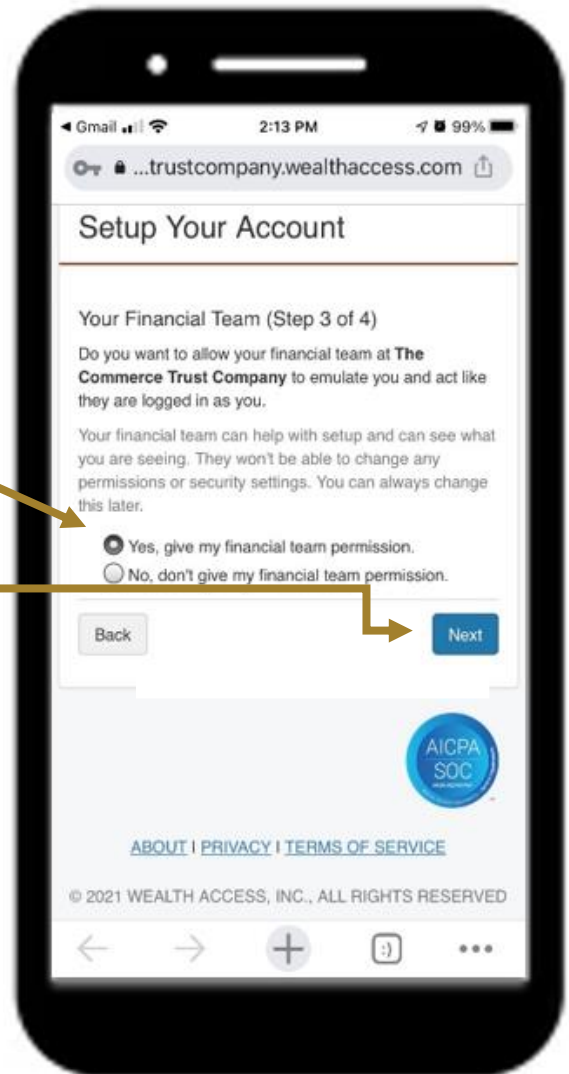 Gmail 2:13 PM 99%
...trustcompany.wealthaccess.com
Setup Your Account
Your Financial Team (Step 3 of 4)
Do you want to allow your financial team at The
Commerce Trust Company to emulate you and act like
they are logged in as you.
Your financial team can help with setup and can see what
you are seeing. They won't be able to change any
permissions or security settings. You can always change
this later.
Yes, give my financial team permission.
No, don't give my financial team permission.
Back Next
AICPA
SOC
ABOUT I PRIVACY I TERMS OF SERVICE
© 2021 WEALTH ACCESS, INC., ALL RIGHTS RESERVED
:)